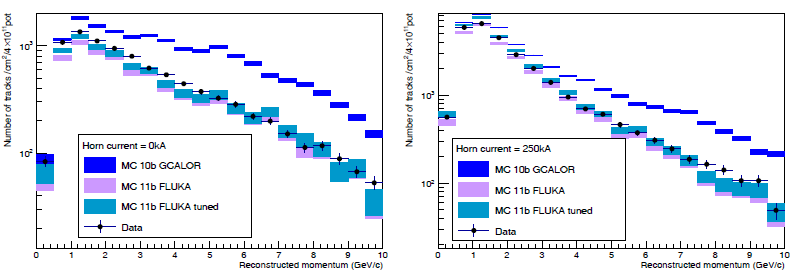 Number of tracks /cm²/4×10¹¹pot
10³
10²
Horn current = 0kA
MC 10b GCALOR
MC 11b FLUKA
MC 11b FLUKA tuned
Data
0 1 2 3 4 5 6 7 8 9 10
Reconstructed momentum (GeV/c)
Number of tracks /cm²/4×10¹¹pot
10³
10²
Horn current = 250kA
MC 10b GCALOR
MC 11b FLUKA
MC 11b FLUKA tuned
Data
0 1 2 3 4 5 6 7 8 9 10
Reconstructed momentum (GeV/c)